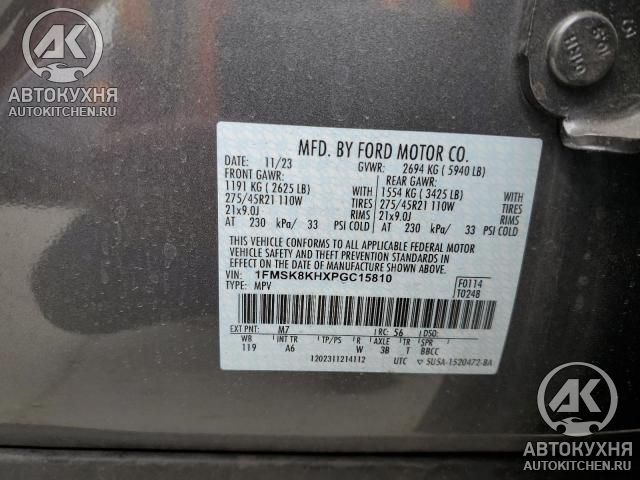 АК
АВТОКУХНЯ
AUTOKITCHEN.RU
MFD. BY FORD MOTOR CO.
DATE: 11/23 GVWR: 2694 KG ( 5940 LB)
FRONT GAWR: REAR GAWR:
1191 KG ( 2625 LB) 1554 KG ( 3425 LB)
275/45R21 110W TIRES 275/45R21 110W TIRES
21x9.0J RIMS 21x9.0J RIMS
AT 230 kPa/ 33 PSI COLD AT 230 kPa/ 33 PSI COLD
THIS VEHICLE CONFORMS TO ALL APPLICABLE FEDERAL MOTOR
VEHICLE SAFETY AND THEFT PREVENTION STANDARDS IN EFFECT ON
THE DATE OF MANUFACTURE SHOWN ABOVE.
VIN: 1FMSK8KHXPGC15810
TYPE: MPV
F0114
T0248
EXT PNT: M7 RC: 56 DSO:
WB INT TR TP/PS R AXLE TR SPR
119 A6 W 3B T BBCC
1202311214112 UTC ▽ 5U5A-1520472-BA
АК
АВТОКУХНЯ
AUTOKITCHEN.RU